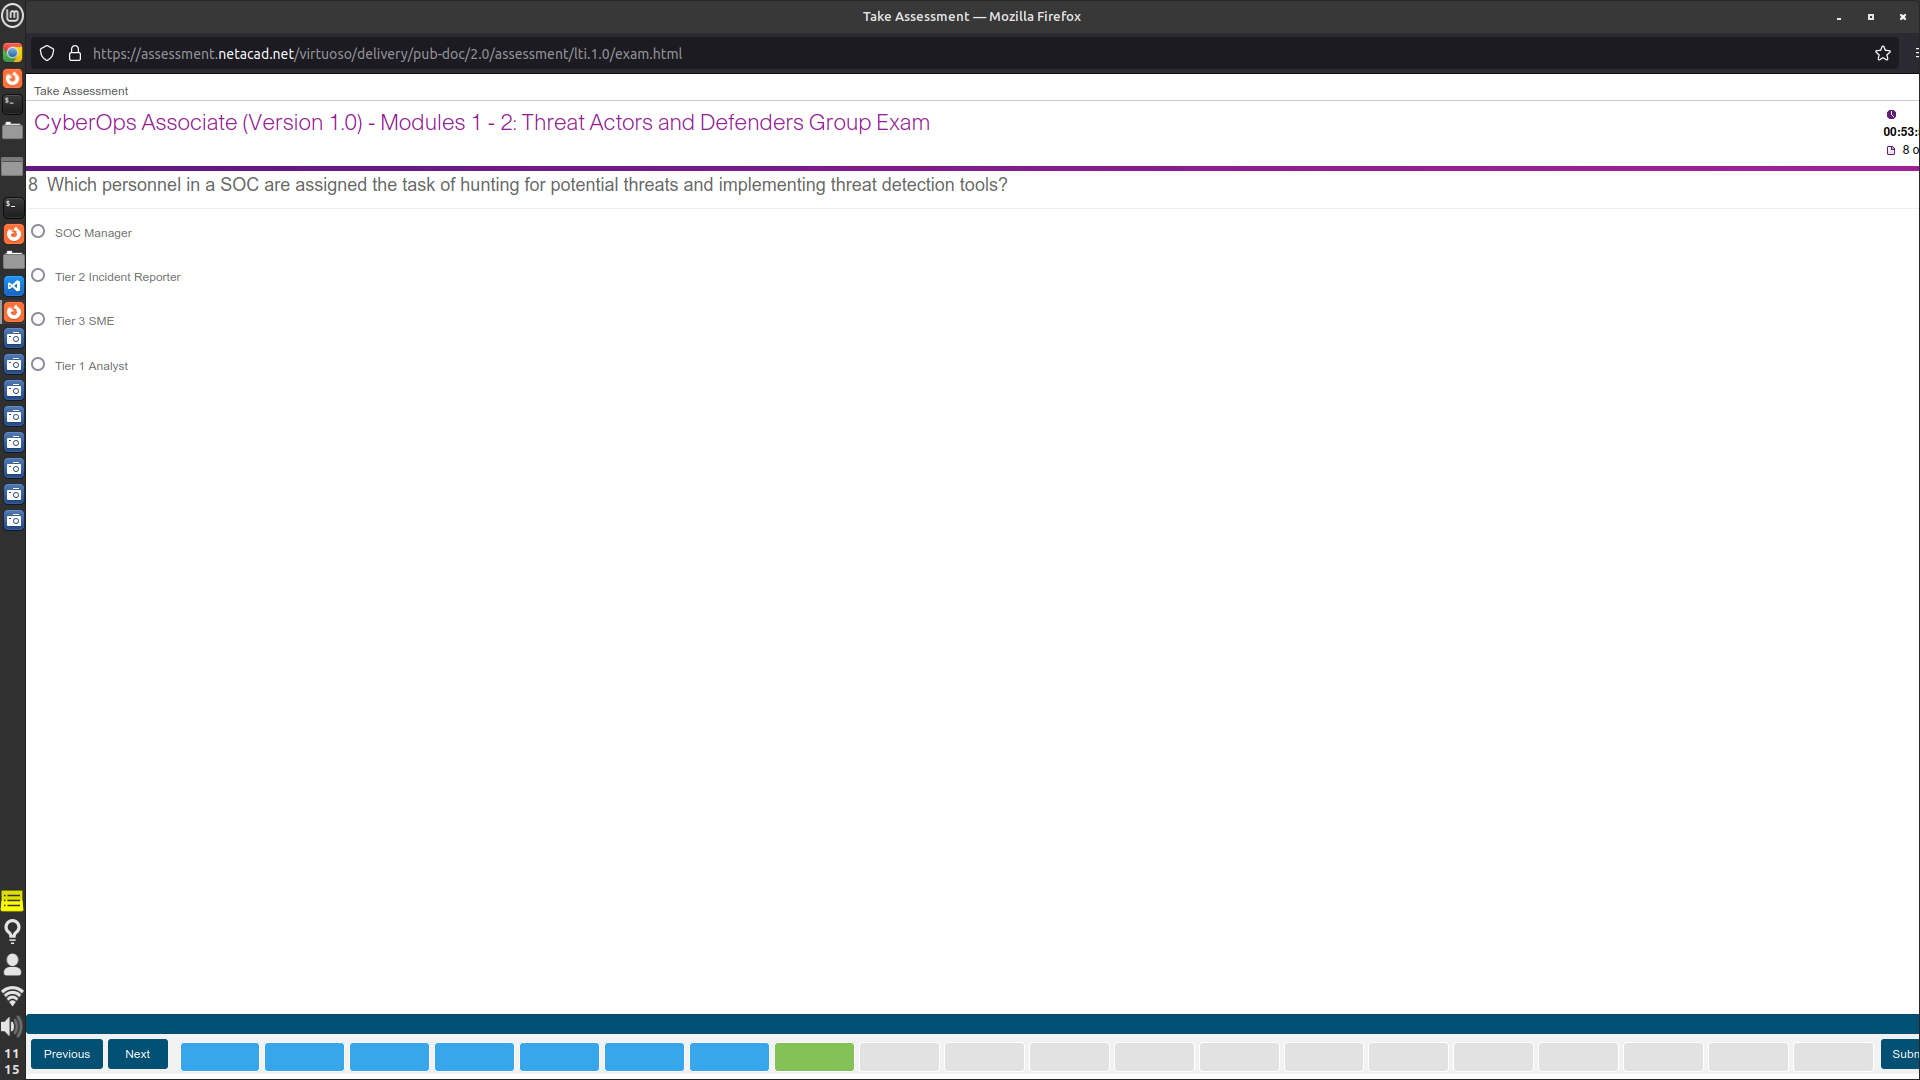 Take Assessment — Mozilla Firefox
https://assessment.netacad.net/virtuoso/delivery/pub-doc/2.0/assessment/lti.1.0/exam.html
Take Assessment
CyberOps Associate (Version 1.0) - Modules 1 - 2: Threat Actors and Defenders Group Exam
00:53:
8 o
8 Which personnel in a SOC are assigned the task of hunting for potential threats and implementing threat detection tools?
SOC Manager
Tier 2 Incident Reporter
Tier 3 SME
Tier 1 Analyst
Previous
Next
Subm
11
15